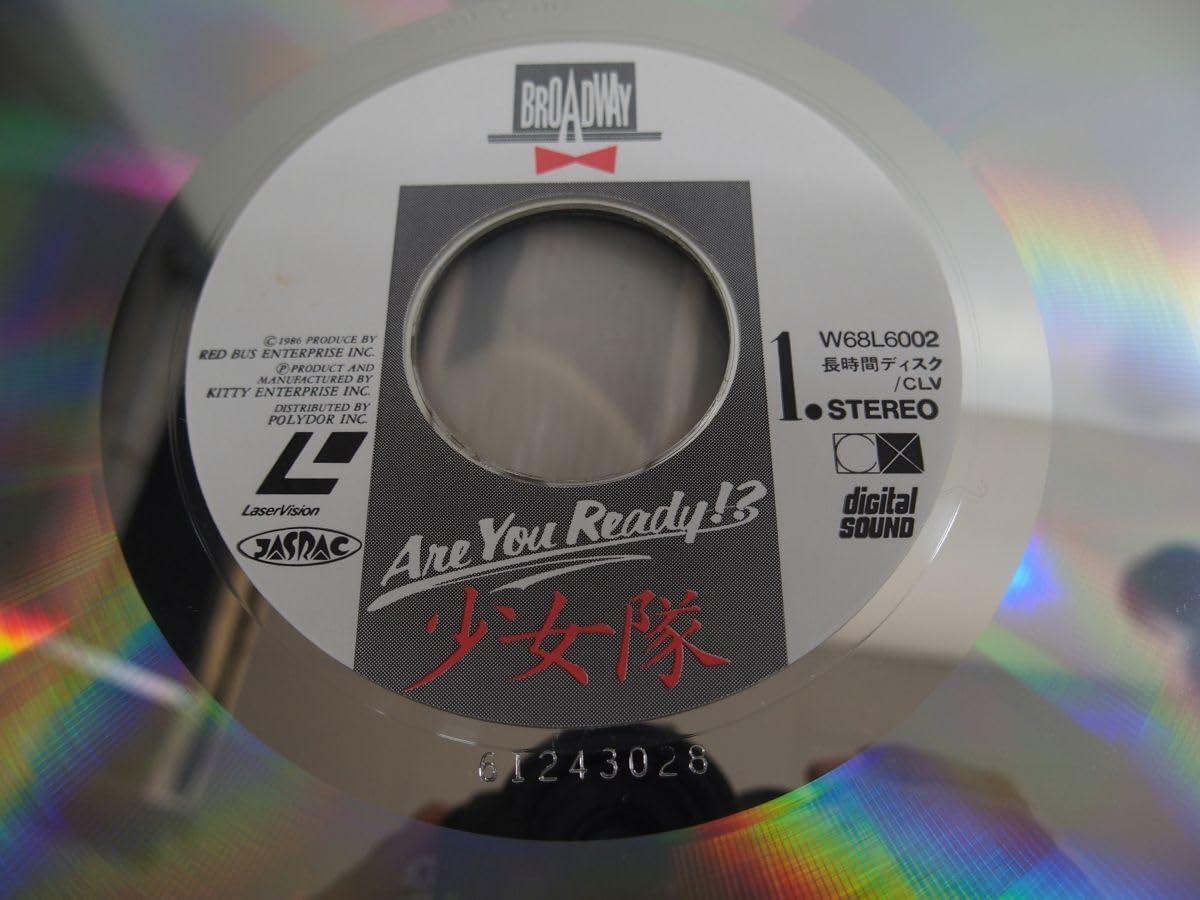 BROADWAY
©1986 PRODUCE BY
RED BUS ENTERPRISE INC.
℗PRODUCT AND
MANUFACTURED BY
KITTY ENTERPRISE INC.
DISTRIBUTED BY
POLYDOR INC.
LaserVision
JASRAC
1.
W68L6002
長時間ディスク
/CLV
STEREO
CX
digital
SOUND
Are You Ready!?
少女隊
61243028